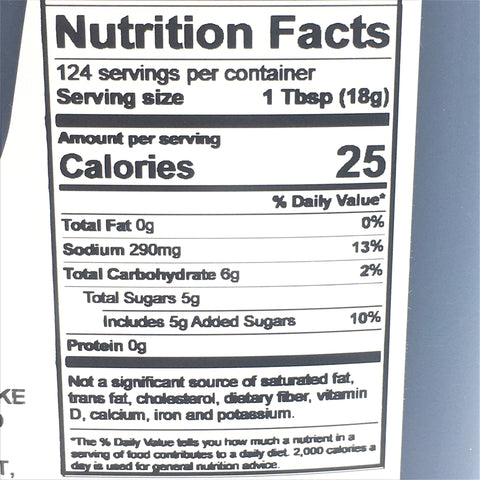 Nutrition Facts
124 servings per container
Serving size 1 Tbsp (18g)
Amount per serving
Calories 25
% Daily Value*
Total Fat 0g 0%
Sodium 290mg 13%
Total Carbohydrate 6g 2%
Total Sugars 5g
Includes 5g Added Sugars 10%
Protein 0g
Not a significant source of saturated fat,
trans fat, cholesterol, dietary fiber, vitamin
D, calcium, iron and potassium.
*The % Daily Value tells you how much a nutrient in a
serving of food contributes to a daily diet. 2,000 calories a
day is used for general nutrition advice.
KE
T,